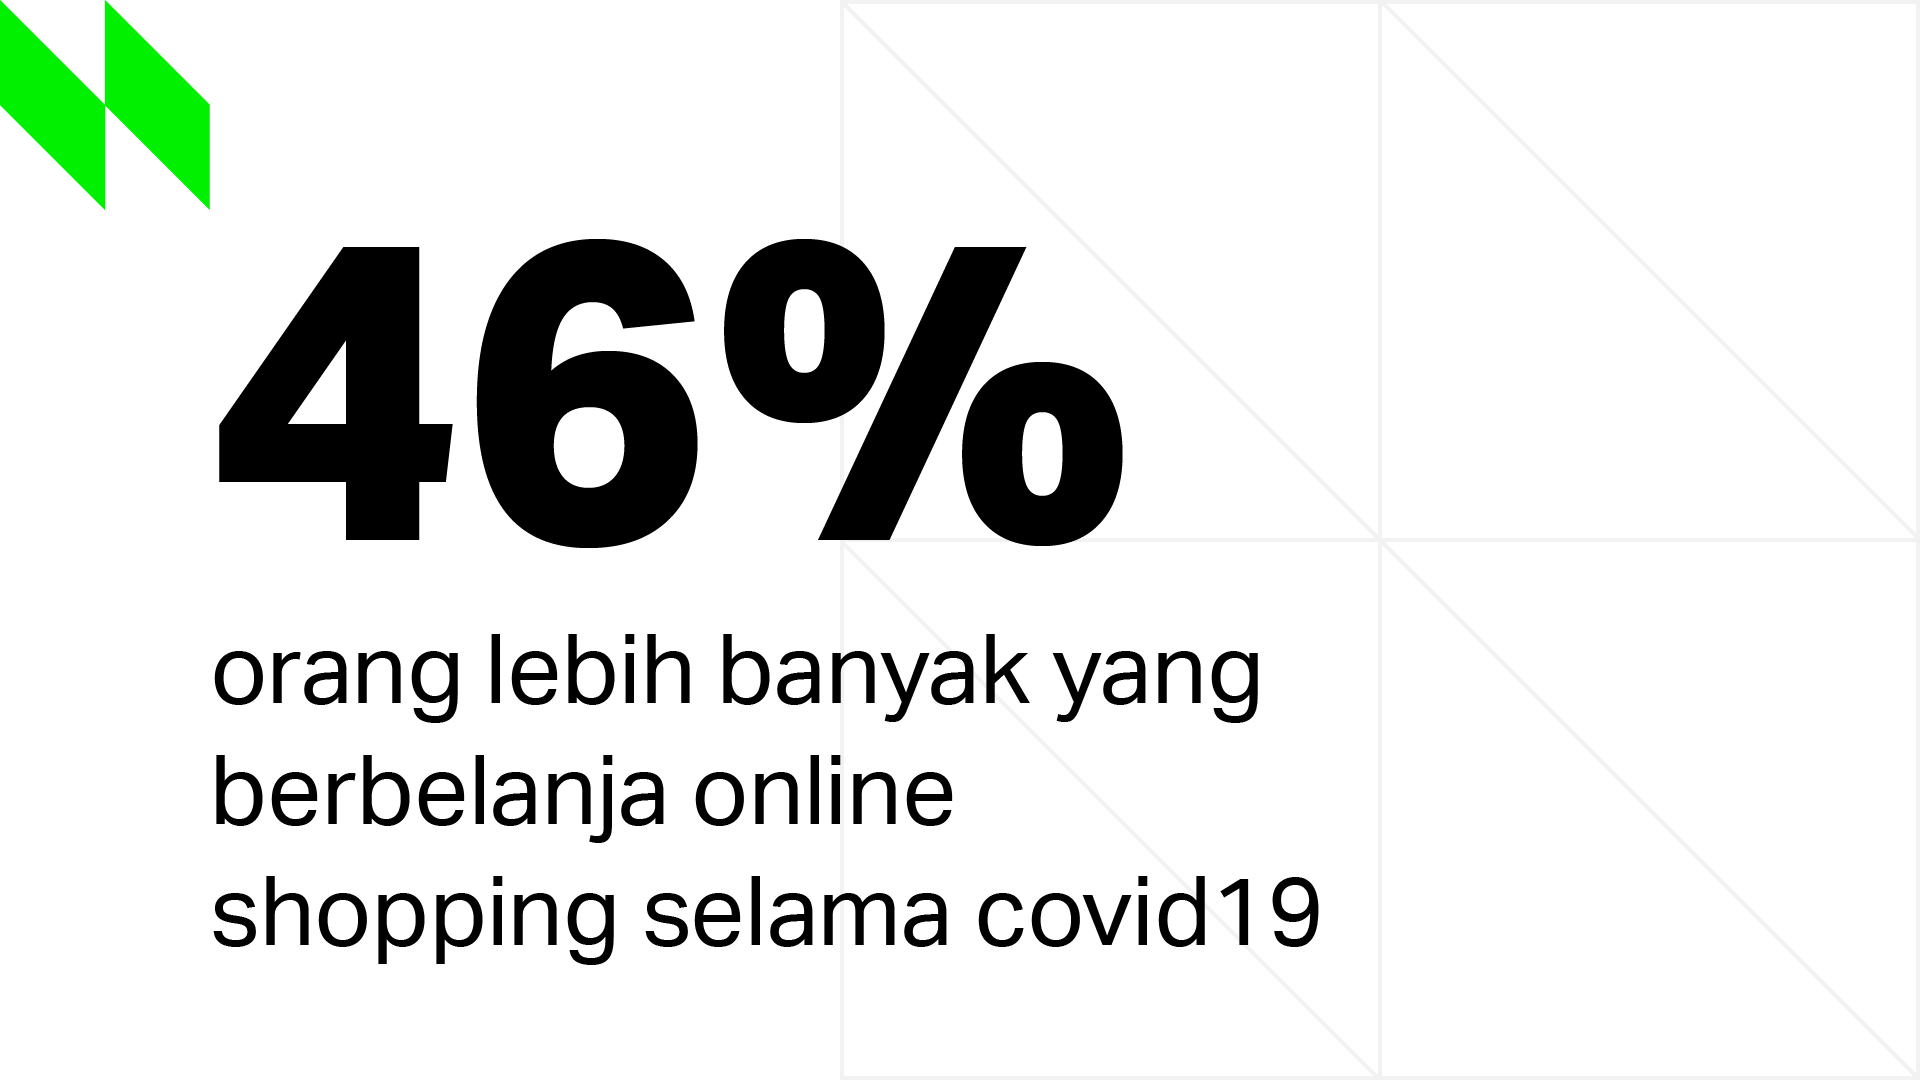 46%
orang lebih banyak yang
berbelanja online
shopping selama covid19